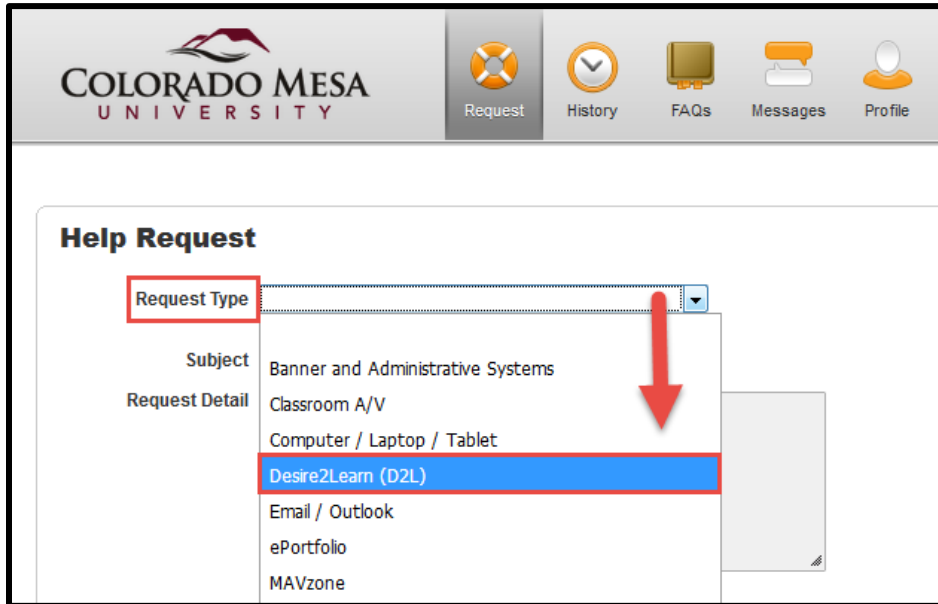 COLORADO MESA
UNIVERSITY
Request
History
FAQs
Messages
Profile
Help Request
Request Type
Subject
Request Detail
Banner and Administrative Systems
Classroom A/V
Computer / Laptop / Tablet
Desire2Learn (D2L)
Email / Outlook
ePortfolio
MAVzone